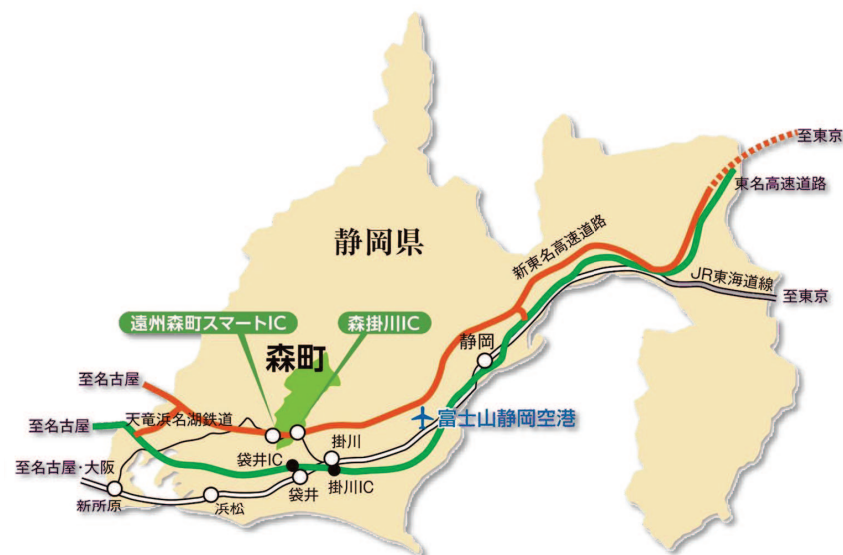 至東京
東名高速道路
静岡県
新東名高速道路
JR東海道線
至東京
遠州森町スマートIC
森掛川IC
森町
静岡
至名古屋
天竜浜名湖鉄道
富士山静岡空港
至名古屋
掛川
袋井IC
至名古屋・大阪
掛川IC
袋井
新所原
浜松